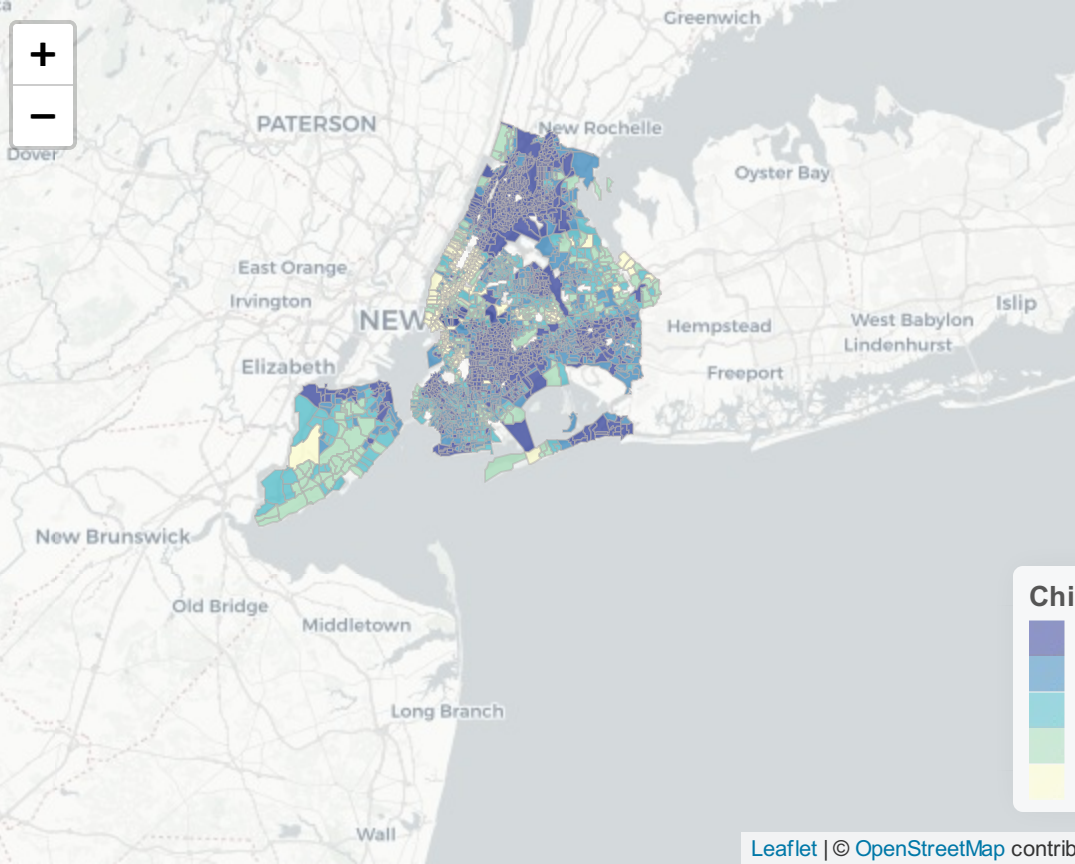 Greenwich
+
−
PATERSON
New Rochelle
Dover
Oyster Bay
East Orange
Irvington
NEW
Islip
West Babylon
Hempstead
Lindenhurst
Elizabeth
Freeport
New Brunswick
Old Bridge
Middletown
Chi
Long Branch
Wall
Leaflet | © OpenStreetMap contrib